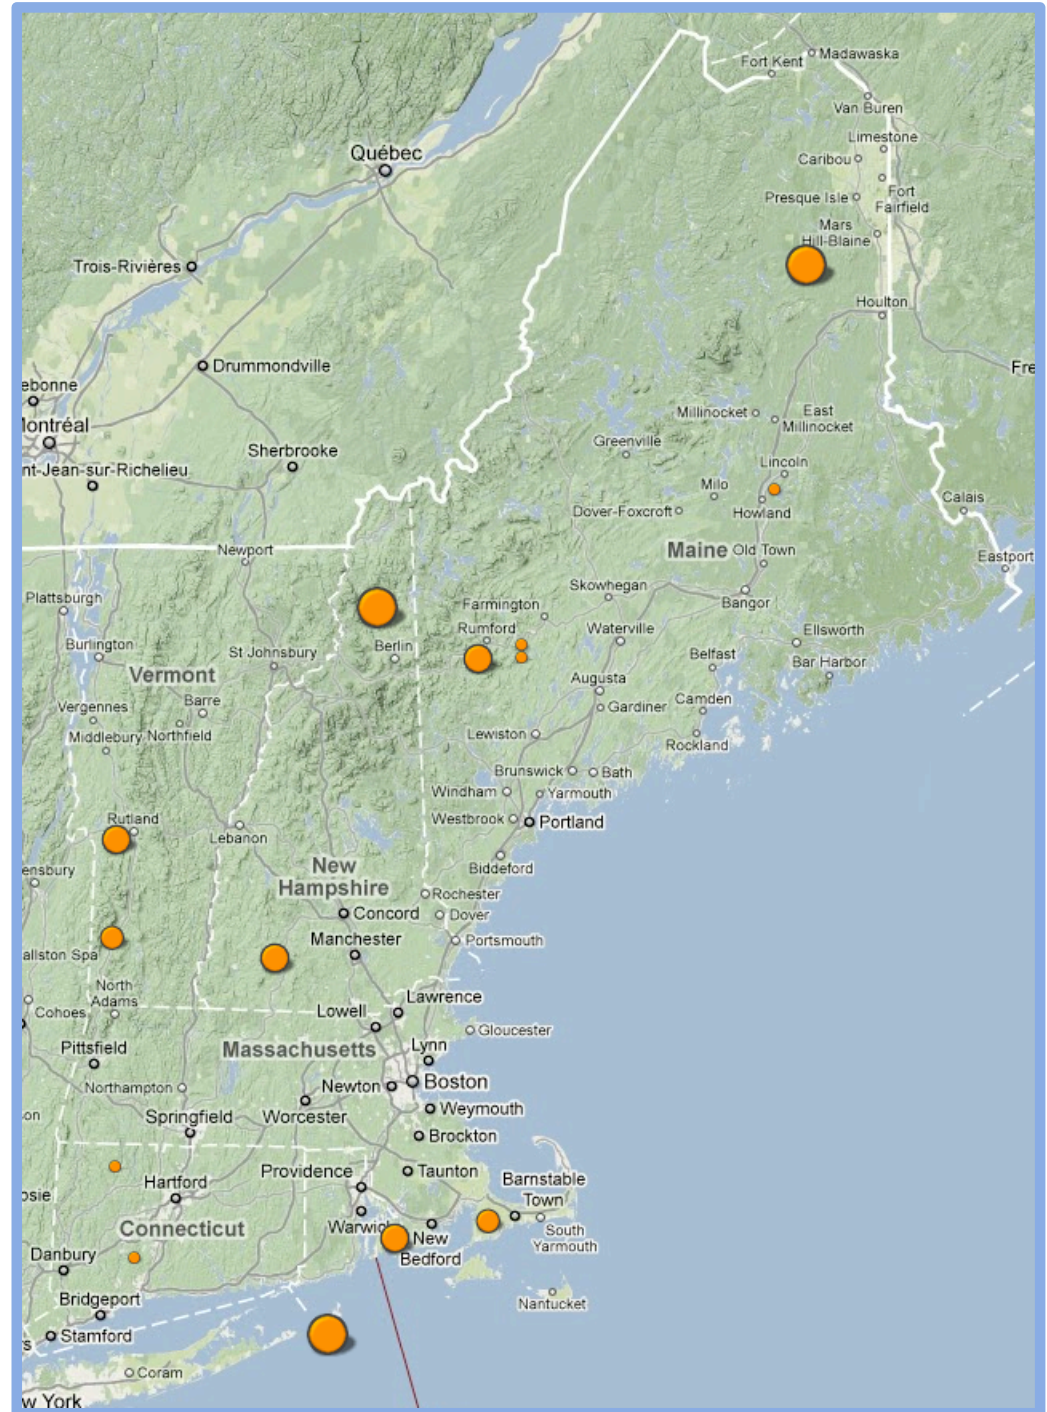 Madawaska
Fort Kent
Van Buren
Limestone
Québec
Caribou
Presque Isle
Fort
Fairfield
Mars
Hill-Blaine
Trois-Rivières
Houlton
Drummondville
Fre
ebonne
Millinocket
East
Millinocket
ontréal
Greenville
Sherbrooke
Lincoln
nt-Jean-sur-Richelieu
Milo
Calais
Howland
Dover-Foxcroft
Newport
Maine
Old Town
Eastport
Skowhegan
Plattsburgh
Farmington
Bangor
Rumford
Waterville
Ellsworth
Burlington
St Johnsbury
Berlin
Belfast
Bar Harbor
Vermont
Augusta
Barre
Camden
Vergennes
Gardiner
Middlebury
Northfield
Lewiston
Rockland
Brunswick
Bath
Windham
Yarmouth
Rutland
Westbrook
Portland
Lebanon
Biddeford
ensbury
New
Hampshire
Rochester
Concord
Dover
Manchester
Portsmouth
allston Spa
North
Adams
Lawrence
Cohoes
Lowell
Gloucester
Pittsfield
Massachusetts
Lynn
Northampton
Newton
Boston
on
Springfield
Worcester
Weymouth
Brockton
Providence
Taunton
Barnstable
Town
osie
Hartford
Connecticut
Warwick
New
Bedford
South
Yarmouth
Danbury
Bridgeport
Nantucket
s
Stamford
Coram
w York